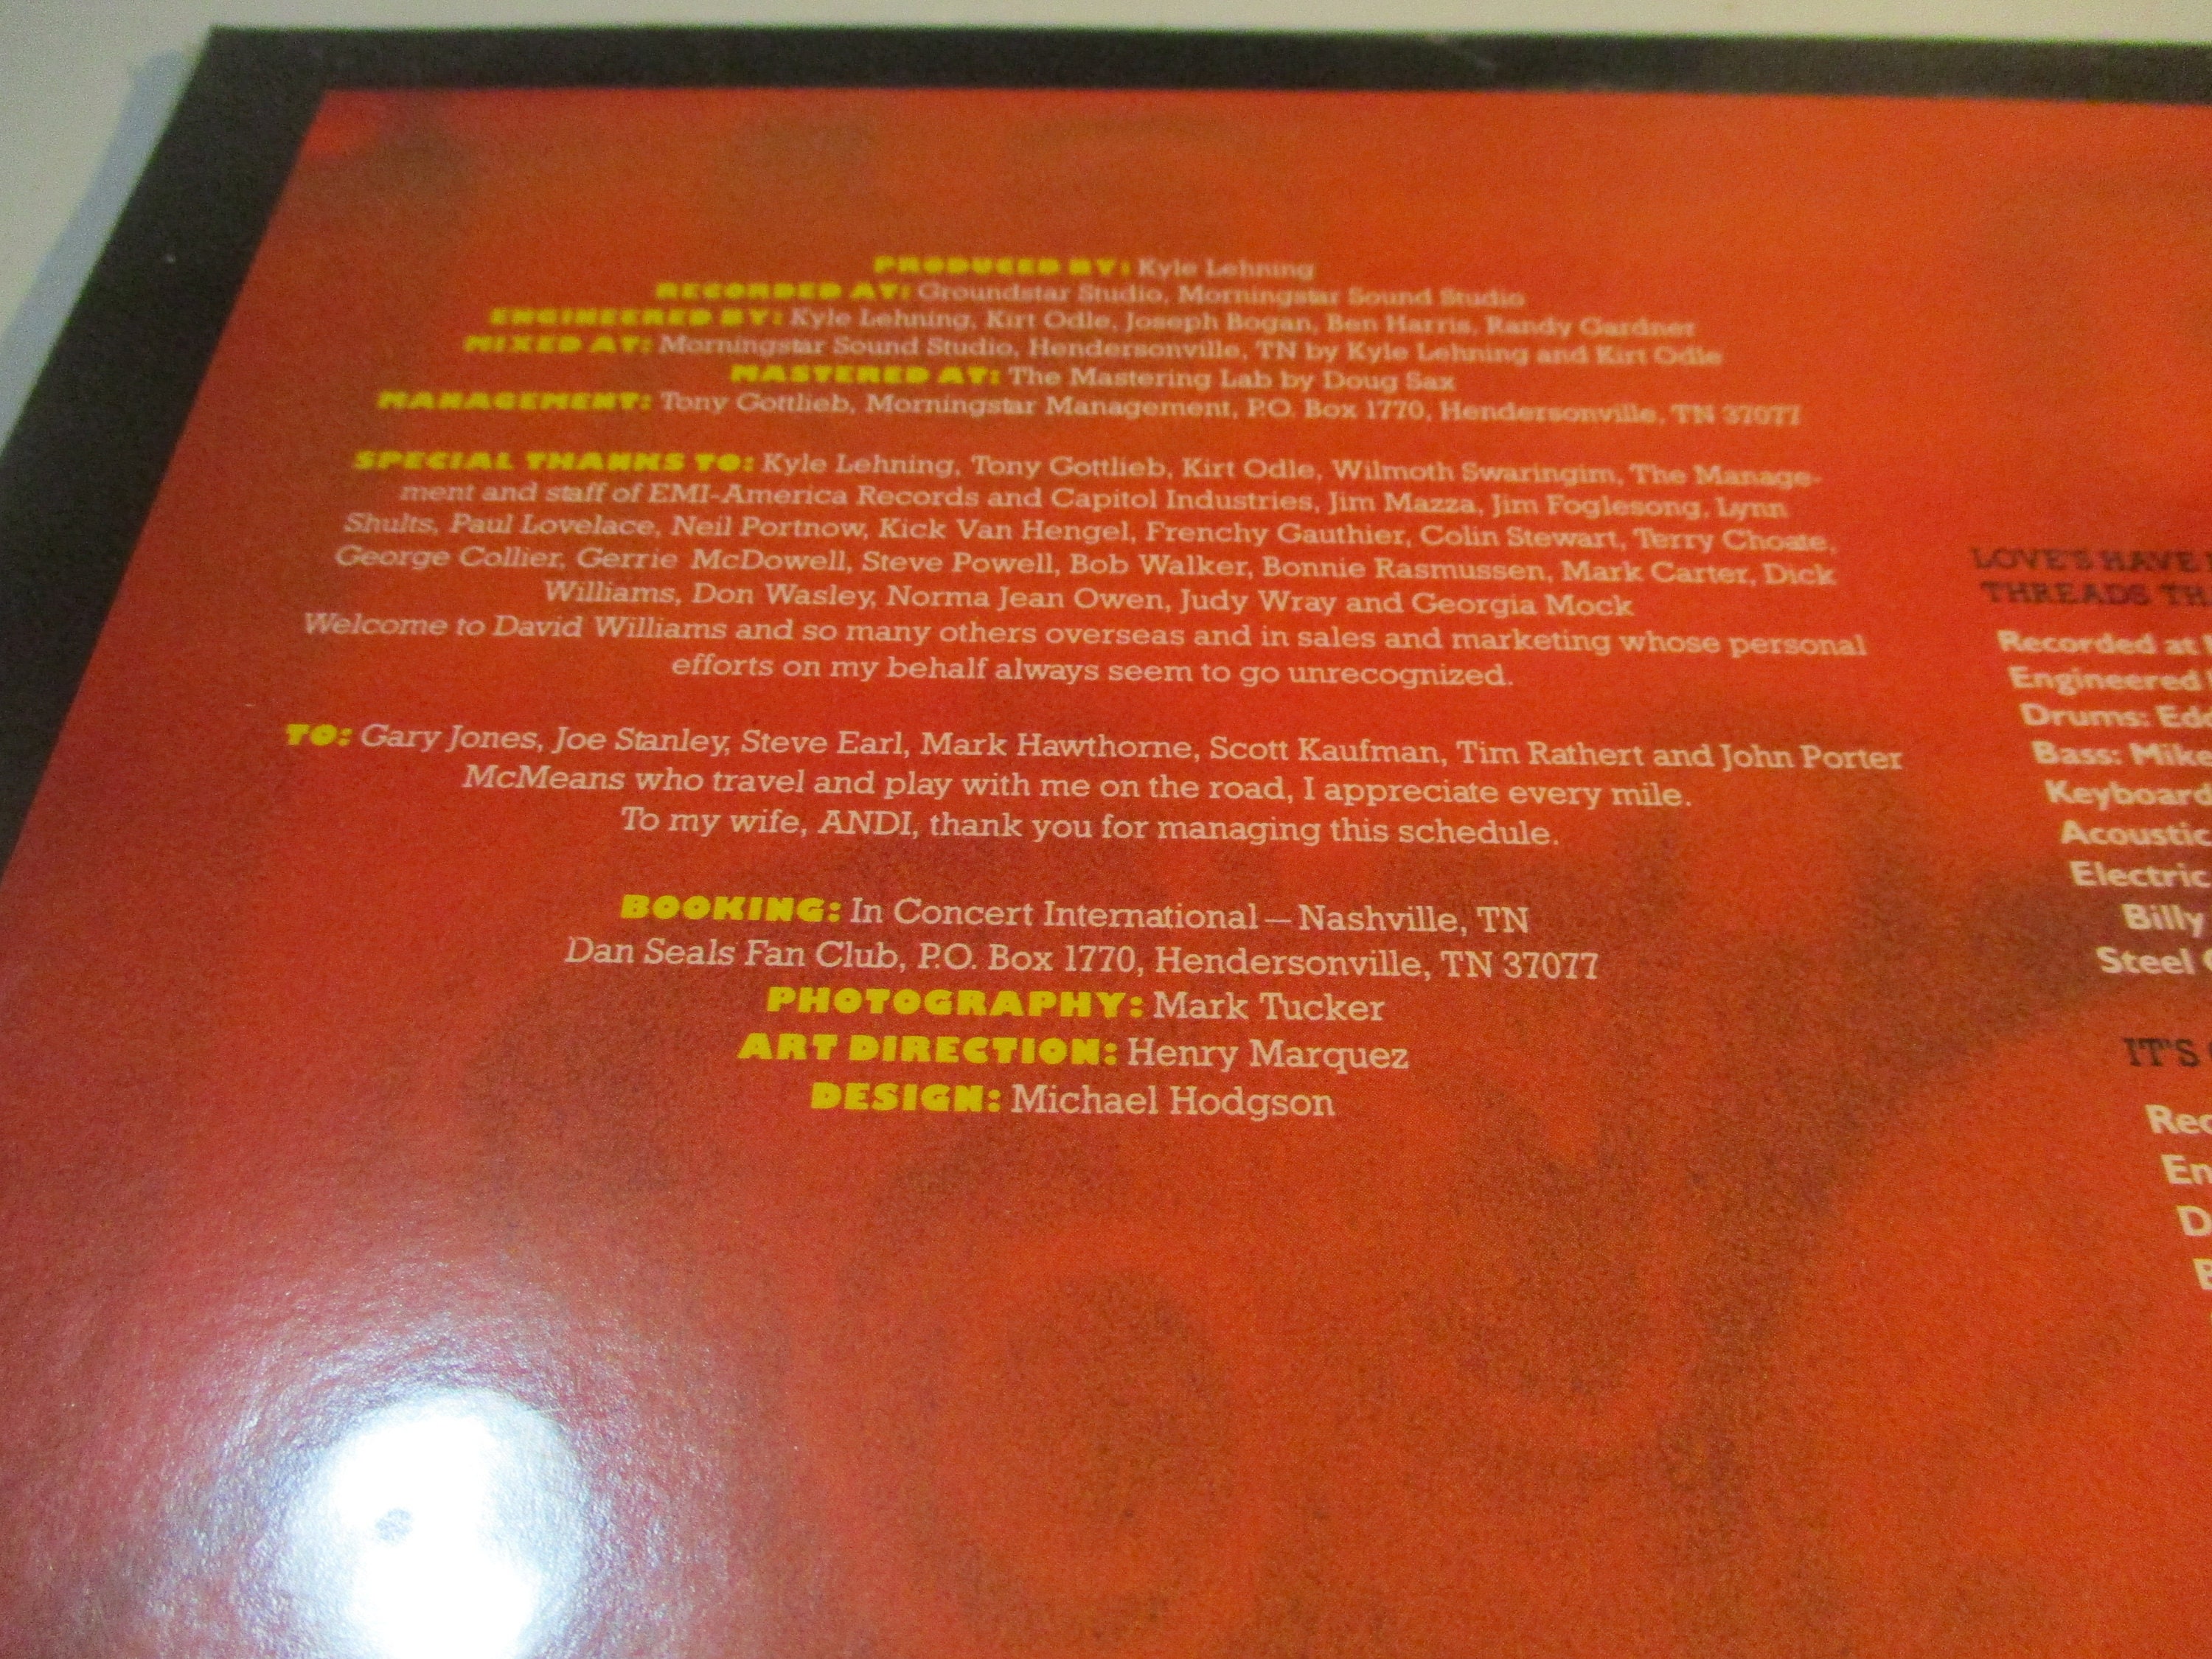 PRODUCED BY: Kyle Lehning
RECORDED AT: Groundstar Studio, Morningstar Sound Studio
ENGINEERED BY: Kyle Lehning, Kirt Odle, Joseph Bogan, Ben Harris, Randy Gardner
MIXED AT: Morningstar Sound Studio, Hendersonville, TN by Kyle Lehning and Kirt Odle
MASTERED AT: The Mastering Lab by Doug Sax
MANAGEMENT: Tony Gottlieb, Morningstar Management, P.O. Box 1770, Hendersonville, TN 37077
SPECIAL THANKS TO: Kyle Lehning, Tony Gottlieb, Kirt Odle, Wilmoth Swaringim, The Manage-
ment and staff of EMI-America Records and Capitol Industries, Jim Mazza, Jim Foglesong, Lynn
Shults, Paul Lovelace, Neil Portnow, Kick Van Hengel, Frenchy Gauthier, Colin Stewart, Terry Choate,
George Collier, Gerrie McDowell, Steve Powell, Bob Walker, Bonnie Rasmussen, Mark Carter, Dick
Williams, Don Wasley, Norma Jean Owen, Judy Wray and Georgia Mock
Welcome to David Williams and so many others overseas and in sales and marketing whose personal
efforts on my behalf always seem to go unrecognized.
TO: Gary Jones, Joe Stanley, Steve Earl, Mark Hawthorne, Scott Kaufman, Tim Rathert and John Porter
McMeans who travel and play with me on the road, I appreciate every mile.
To my wife, ANDI, thank you for managing this schedule.
BOOKING: In Concert International — Nashville, TN
Dan Seals Fan Club, P.O. Box 1770, Hendersonville, TN 37077
PHOTOGRAPHY: Mark Tucker
ART DIRECTION: Henry Marquez
DESIGN: Michael Hodgson
LOVE'S HAVE
THREADS
Recorded at
Engineered
Drums:
Bass: Mike
Keyboard
Acoustic
Electric
Billy
Steel
IT'S